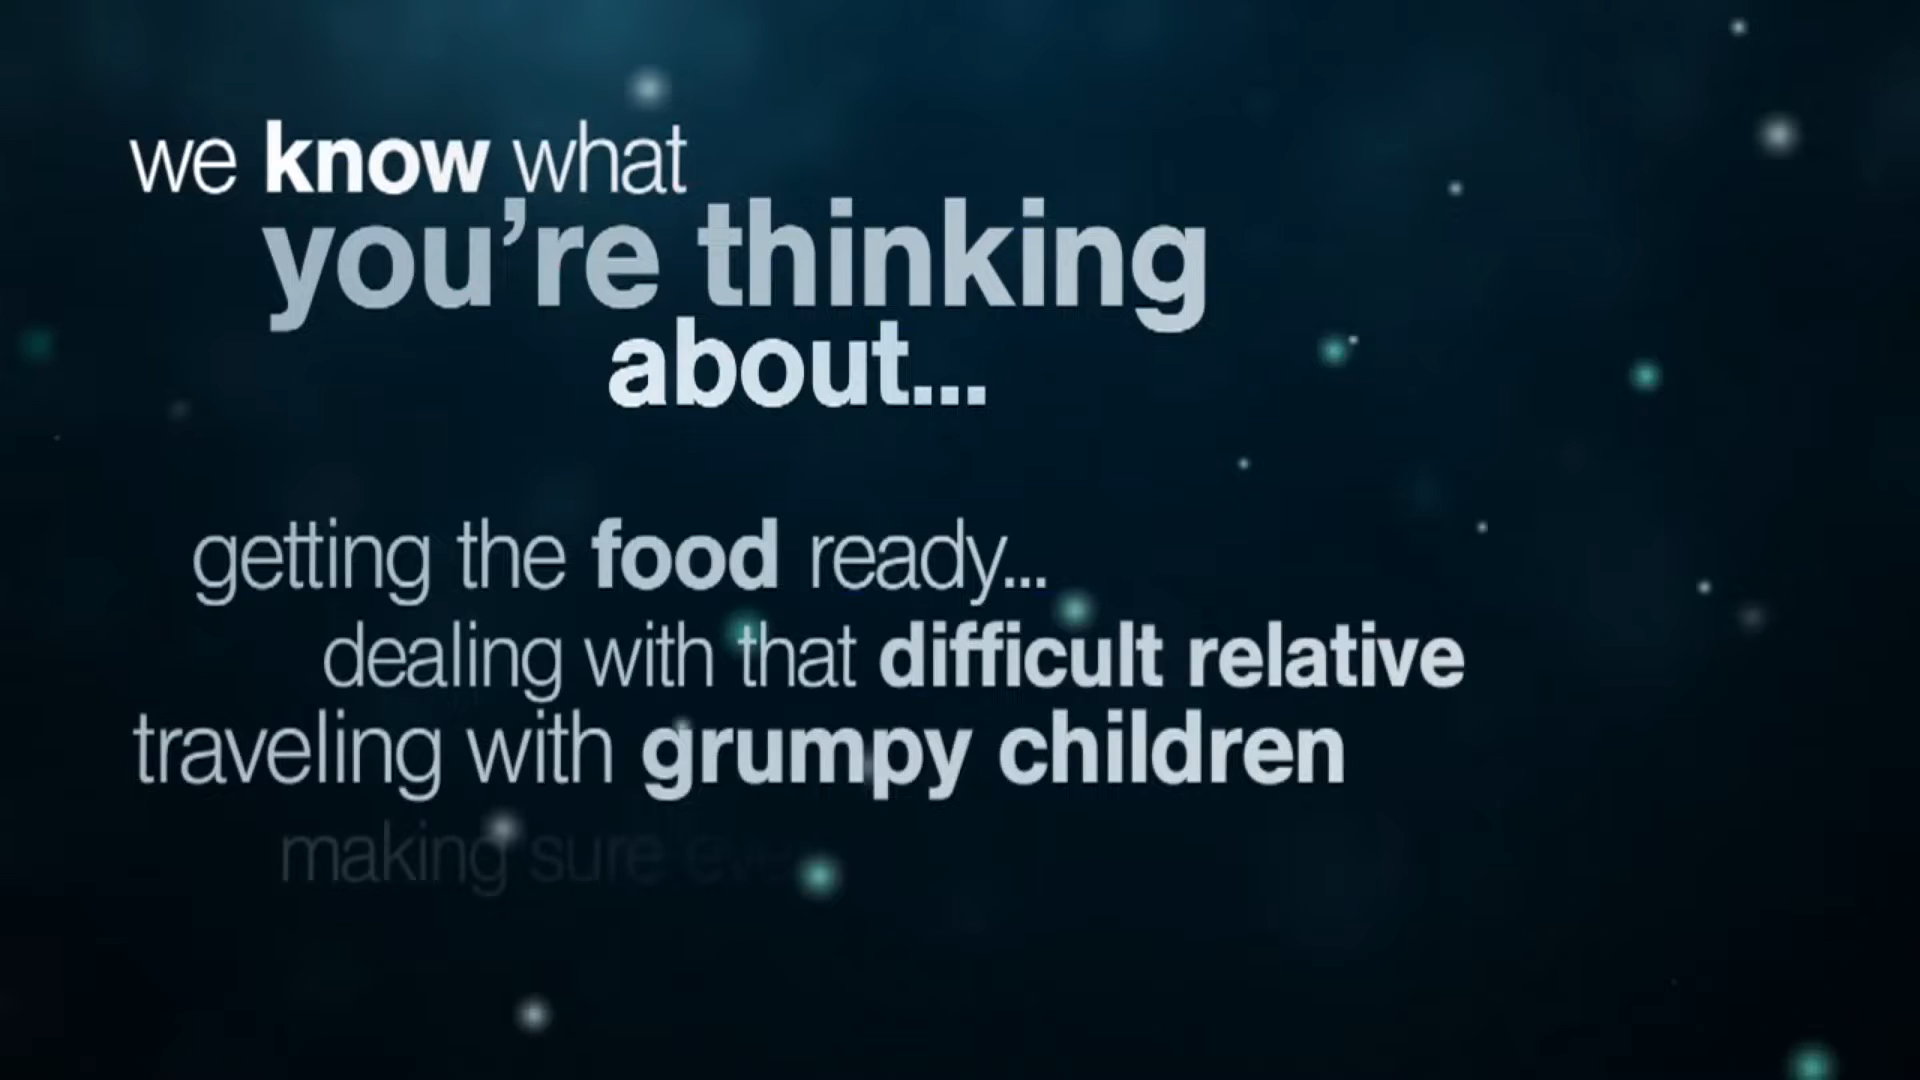 we know what
you're thinking
about...
getting the food ready...
dealing with that difficult relative
traveling with grumpy children
making sure